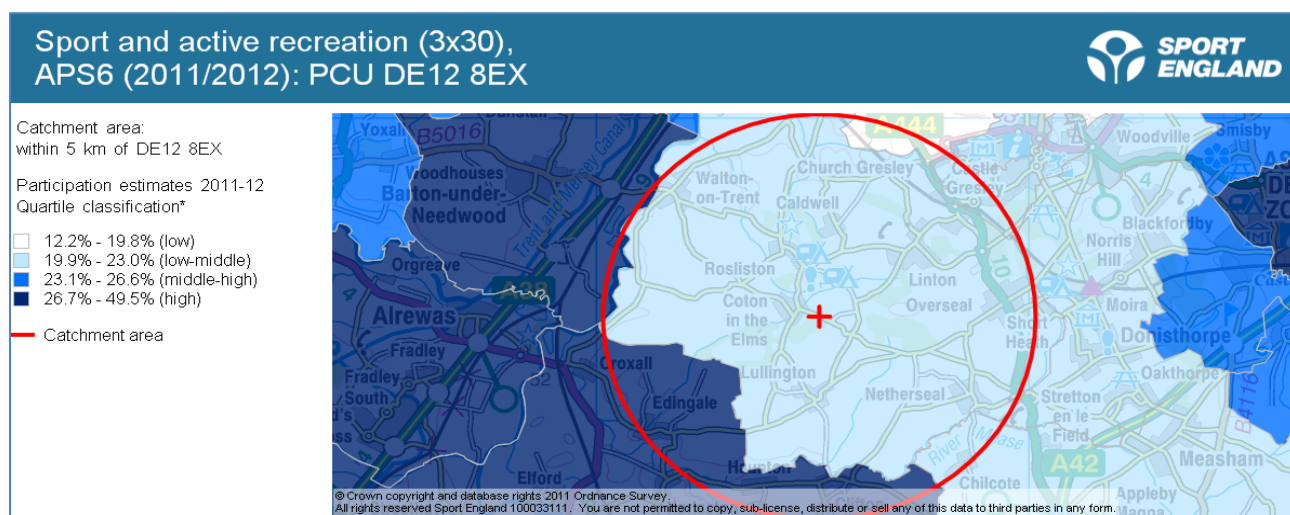 Sport and active recreation (3x30),
APS6 (2011/2012): PCU DE12 8EX
SPORT
ENGLAND
Catchment area:
within 5 km of DE12 8EX
Participation estimates 2011-12
Quartile classification*
12.2% - 19.8% (low)
19.9% - 23.0% (low-middle)
23.1% - 26.6% (middle-high)
26.7% - 49.5% (high)
Catchment area
Yoxall
B5016
Dunstall
Woodville
Smisby
A444
Church Gresley
Castle
Gresley
Barton-under-
Needwood
Trent and Mersey Canal
Walton-
on-Trent
Caldwell
4
Blackfordby
Norris
Hill
Orgreave
A38
Rosliston
Linton
10
Overseal
Moira
Alrewas
Coton
in the
Elms
Short
Heath
Donisthorpe
Fradley
Croxall
Lullington
Oakthorpe
Fradley
South
Edingale
Netherseal
Stretton
en le
Field
B4116
River Mease
A42
Measham
Elford
Chilcote
Appleby
Magna
© Crown copyright and database rights 2011 Ordnance Survey.
All rights reserved Sport England 100033111. You are not permitted to copy, sub-license, distribute or sell any of this data to third parties in any form.